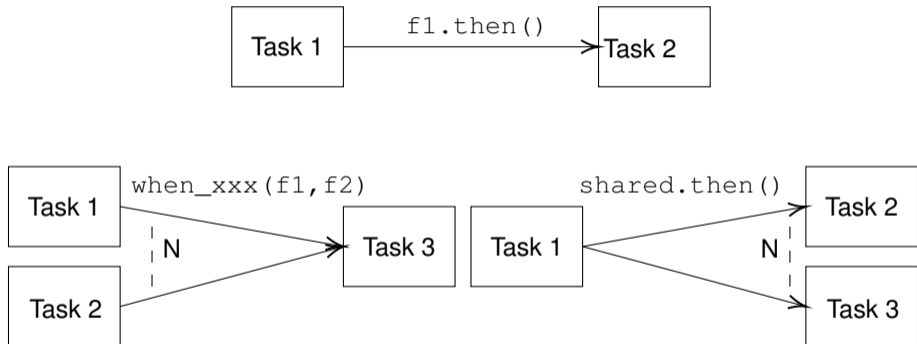 f1.then()
Task 1
Task 2
when_xxx(f1,f2)
Task 1
N
Task 2
Task 3
shared.then()
Task 1
Task 2
N
Task 3